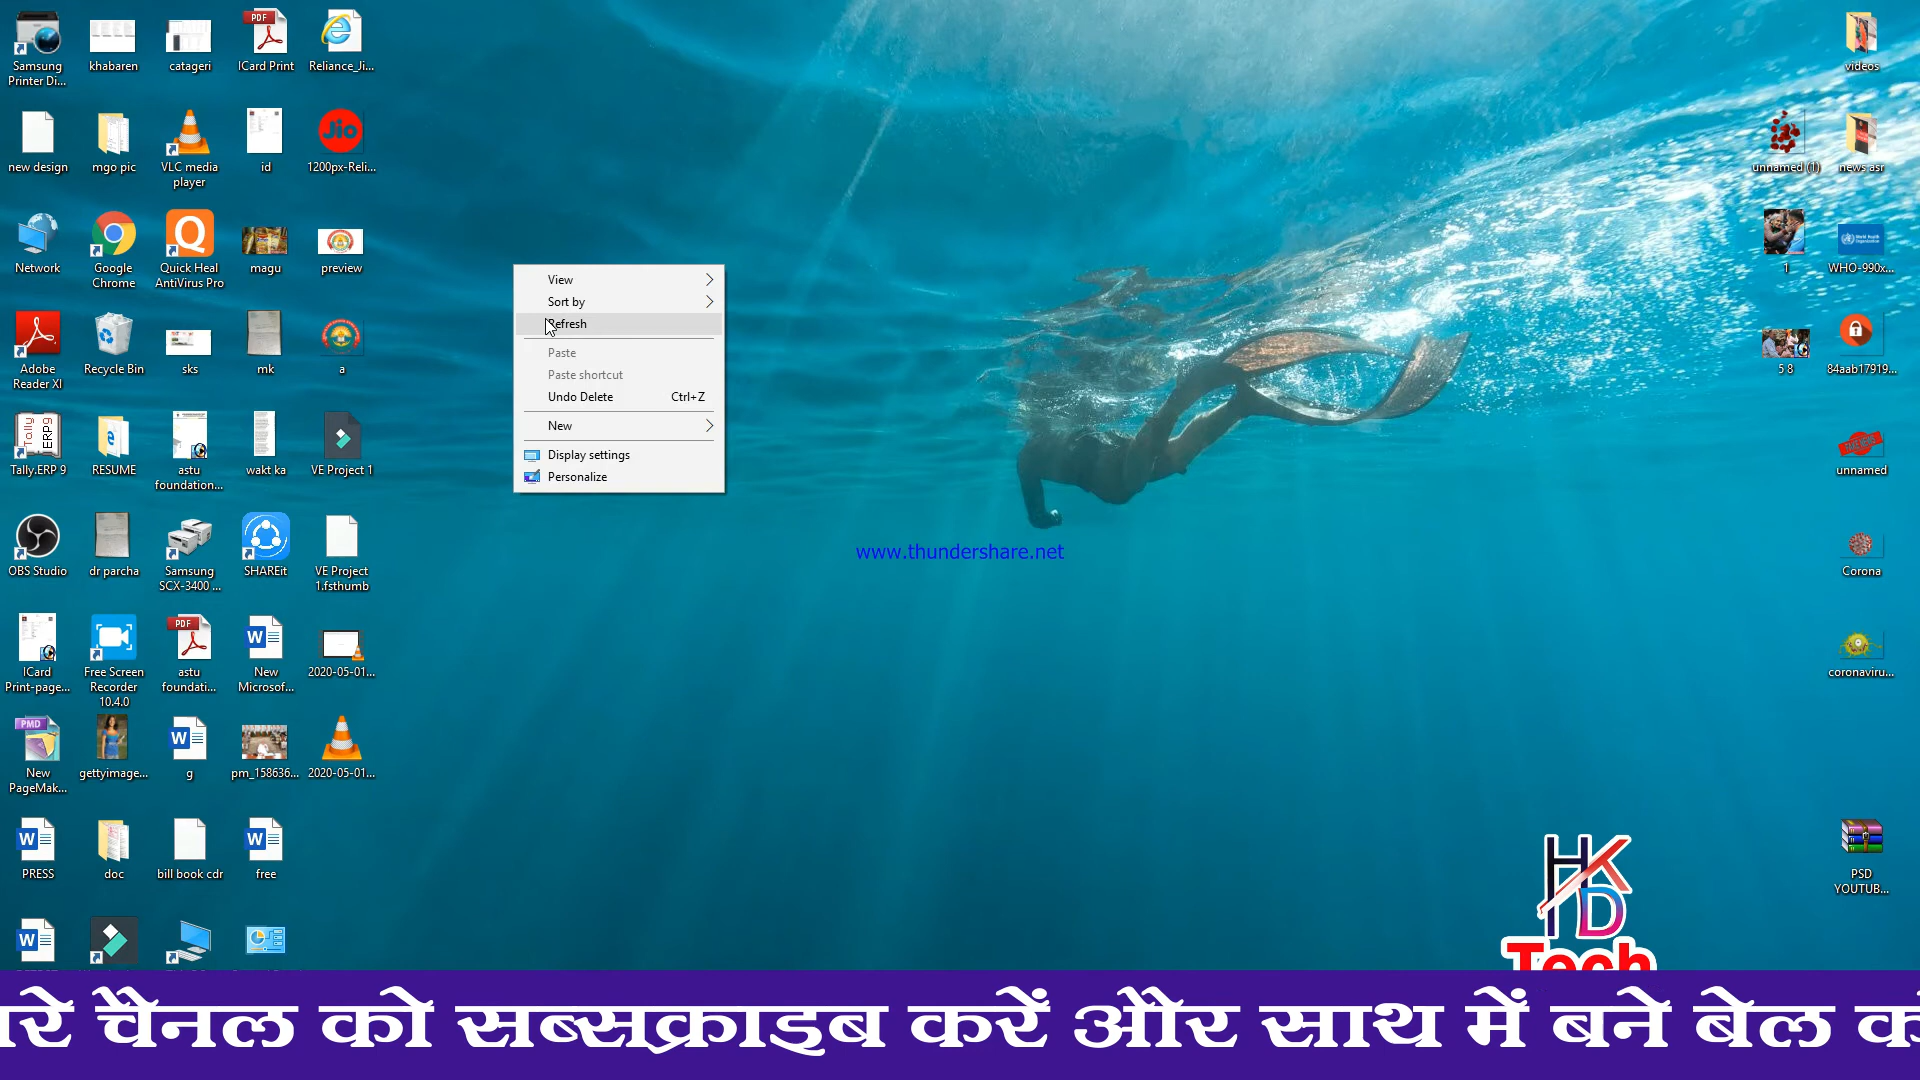 Samsung
Printer Di...
khabaren
catageri
ICard Print
Reliance_Ji...
videos
new design
mgo pic
VLC media
player
id
1200px-Reli...
unnamed (1)
news asr
Network
Google
Chrome
Quick Heal
AntiVirus Pro
magu
preview
1
WHO-990x...
Adobe
Reader XI
Recycle Bin
sks
mk
a
5 8
84aab17919...
Tally.ERP 9
RESUME
astu
foundation...
wakt ka
VE Project 1
unnamed
OBS Studio
dr parcha
Samsung
SCX-3400 ...
SHAREit
VE Project
1.fsthumb
Corona
ICard
Print-page...
Free Screen
Recorder
10.4.0
astu
foundati...
New
Microsof...
2020-05-01...
coronaviru...
New
PageMak...
gettyimage...
g
pm_158636...
2020-05-01...
PRESS
doc
bill book cdr
free
PSD
YOUTUB...
View
Sort by
Refresh
Paste
Paste shortcut
Undo Delete Ctrl+Z
New
Display settings
Personalize
www.thundershare.net
HKD
Tech
ारे चैनल को सब्सक्राइब करें और साथ में बने बेल क